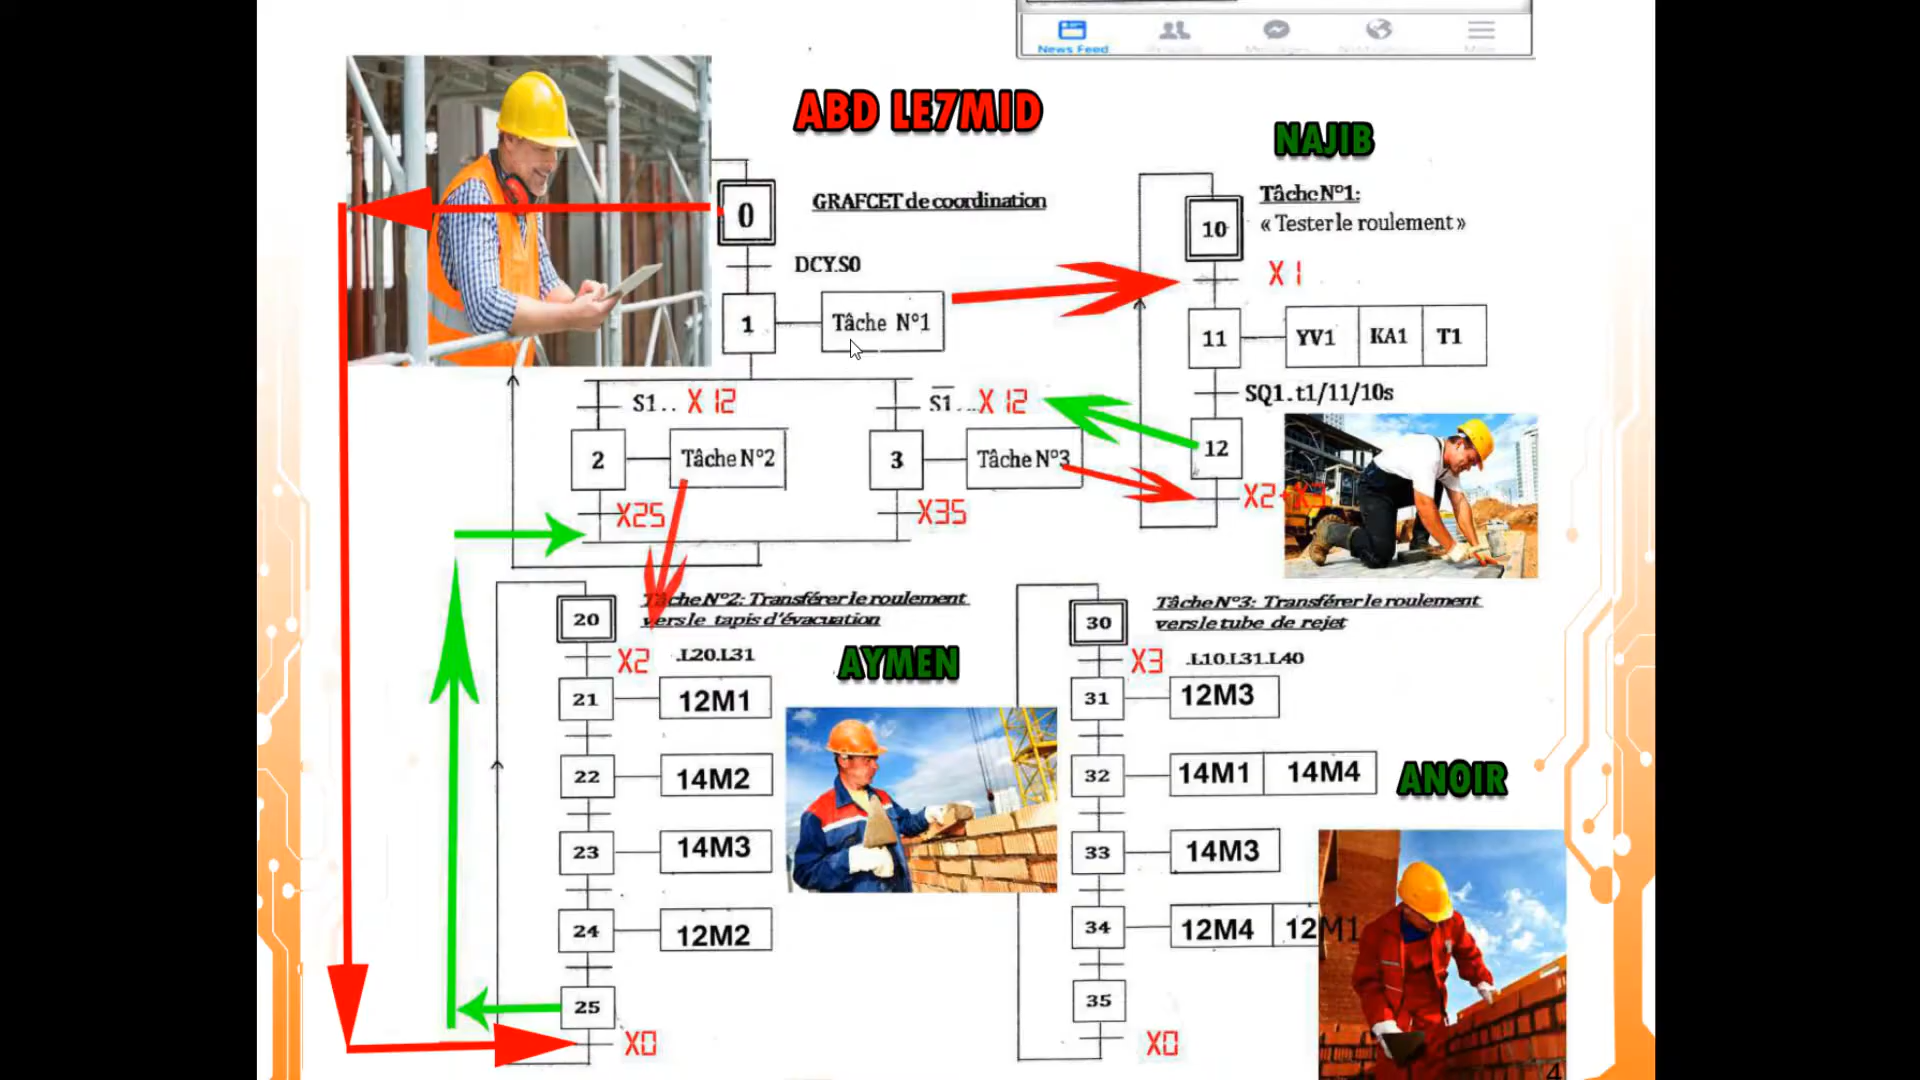 News Feed
ABD LE7MID
NAJIB
0
GRAFCET de coordination
DCY.S0
1
Tâche N°1
S1.. X12
S1... X12
2
Tâche N°2
3
Tâche N°3
X25
X35
10
Tâche N°1:
« Tester le roulement »
X1
11
YV1 KA1 T1
SQ1.t1/11/10s
12
X2+
20
Tâche N°2: Transférer le roulement
vers le tapis d'évacuation
X2 .L20.L31
AYMEN
21
12M1
22
14M2
23
14M3
24
12M2
25
X0
30
Tâche N°3: Transférer le roulement
vers le tube de rejet
X3 .L10.L31.L40
31
12M3
32
14M1 14M4
ANOIR
33
14M3
34
12M4 12M1
35
X0
4